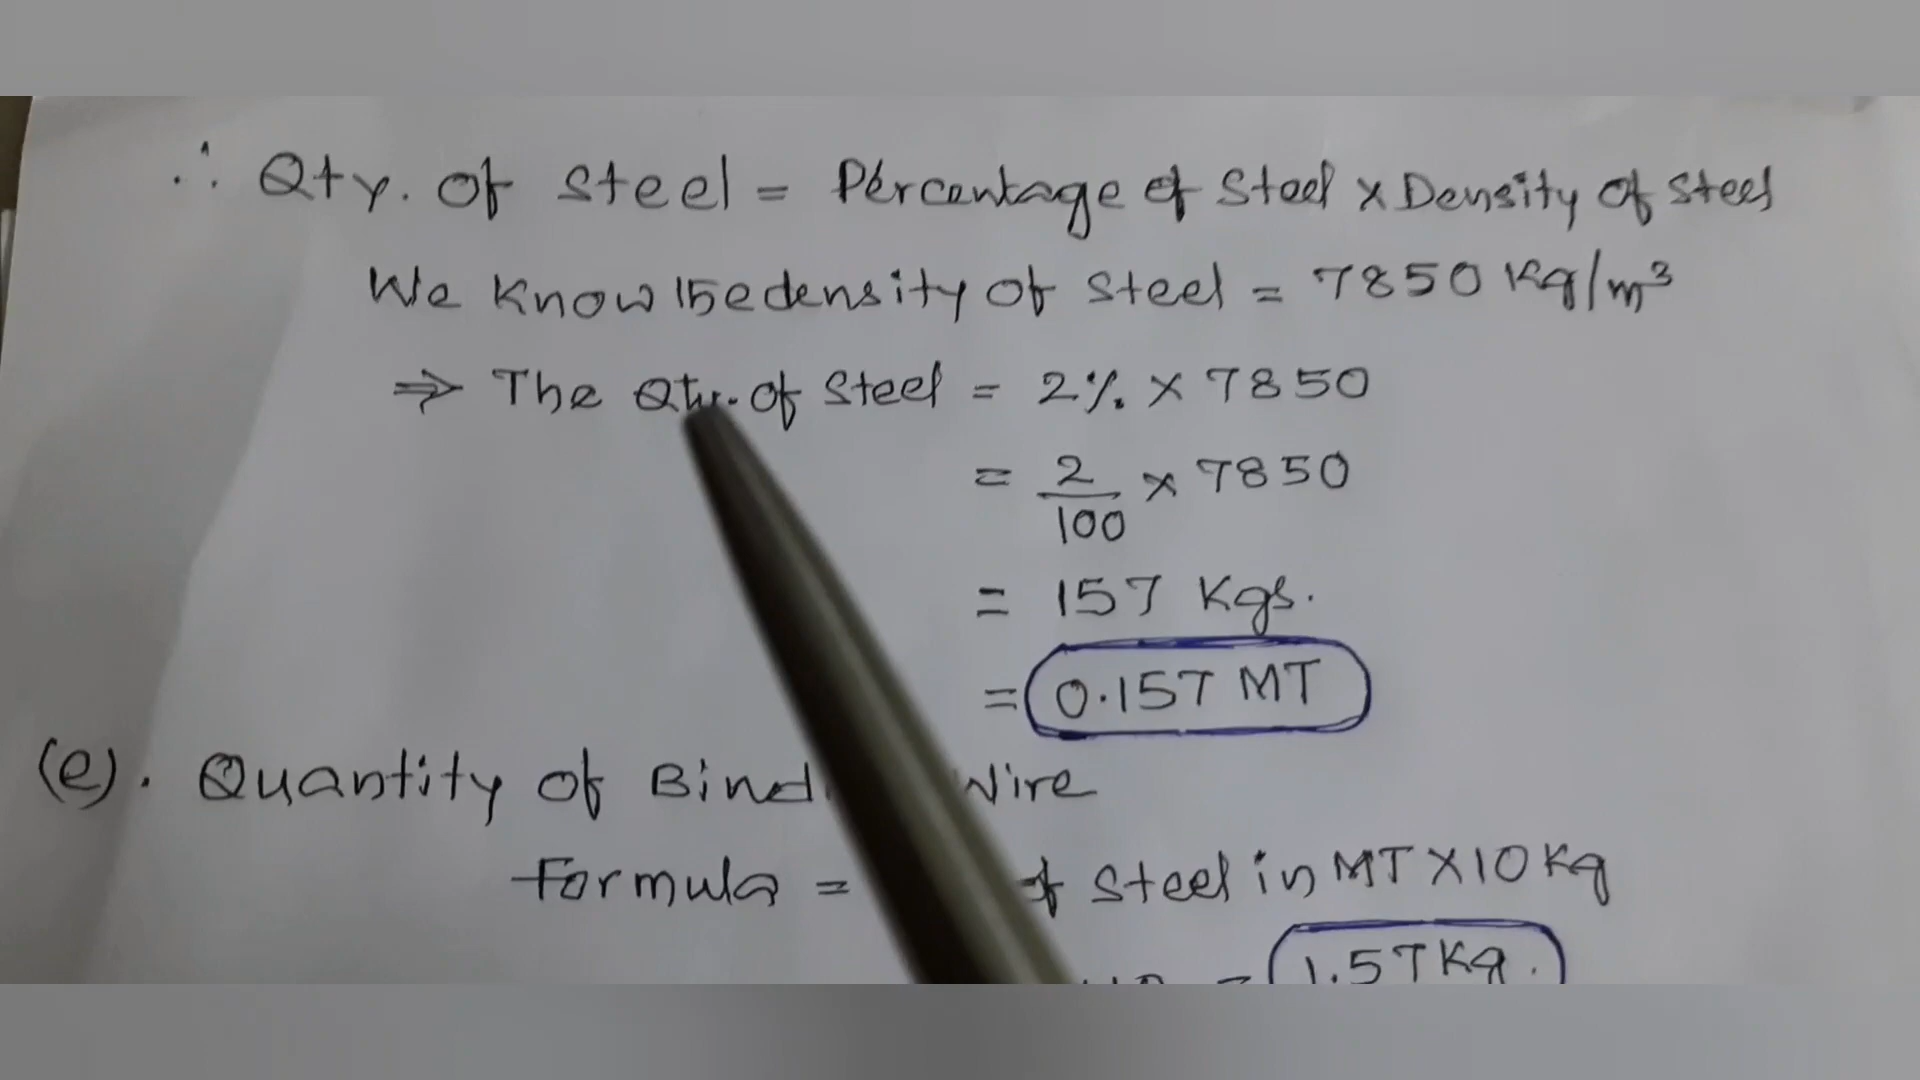 ∴ Qty. of steel = Percentage of Steel x Density of steel
We Know the density of steel = 7850 Kg/m³
⇒ The Qty. of Steel = 2% x 7850
= 2/100 x 7850
= 157 Kgs.
= 0.157 MT
(e). Quantity of Wire
Formula = Steel in MT X 10 Kg
= 1.57 Kg.